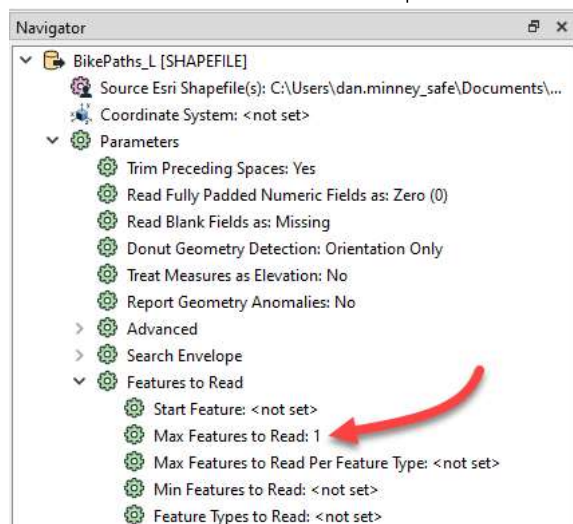 Navigator
BikePaths_L [SHAPEFILE]
Source Esri Shapefile(s): C:\Users\dan.minney_safe\Documents\...
Coordinate System: <not set>
Parameters
Trim Preceding Spaces: Yes
Read Fully Padded Numeric Fields as: Zero (0)
Read Blank Fields as: Missing
Donut Geometry Detection: Orientation Only
Treat Measures as Elevation: No
Report Geometry Anomalies: No
Advanced
Search Envelope
Features to Read
Start Feature: <not set>
Max Features to Read: 1
Max Features to Read Per Feature Type: <not set>
Min Features to Read: <not set>
Feature Types to Read: <not set>